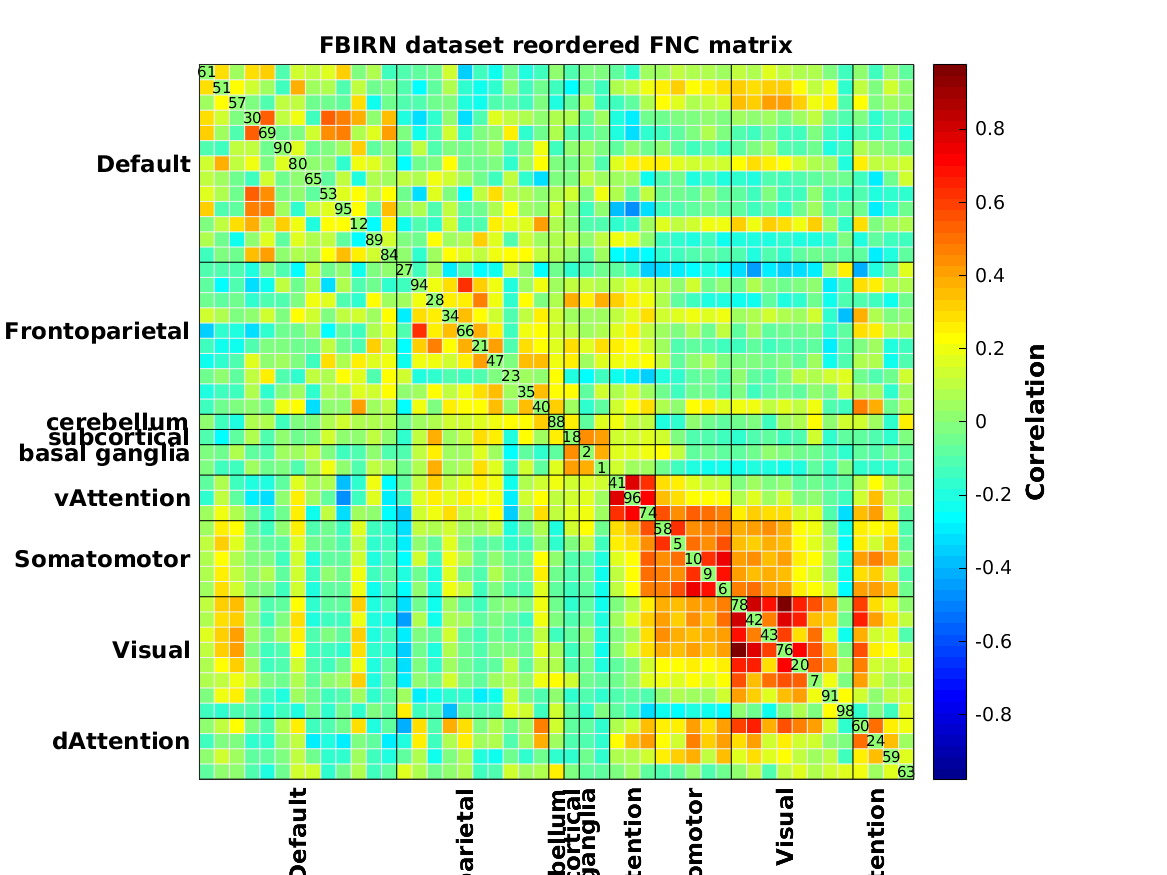 FBIRN dataset reordered FNC matrix
61
51
57
30
69
90
80
65
53
95
12
89
84
27
94
28
34
66
21
47
23
35
40
88
18
2
1
41
96
74
58
5
10
9
6
78
42
43
76
20
7
91
98
60
24
59
63
Default
Frontoparietal
cerebellum
subcortical
basal ganglia
vAttention
Somatomotor
Visual
dAttention
Default
parietal
bellum
cortical
ganglia
tention
omotor
Visual
tention
0.8
0.6
0.4
0.2
0
-0.2
-0.4
-0.6
-0.8
Correlation